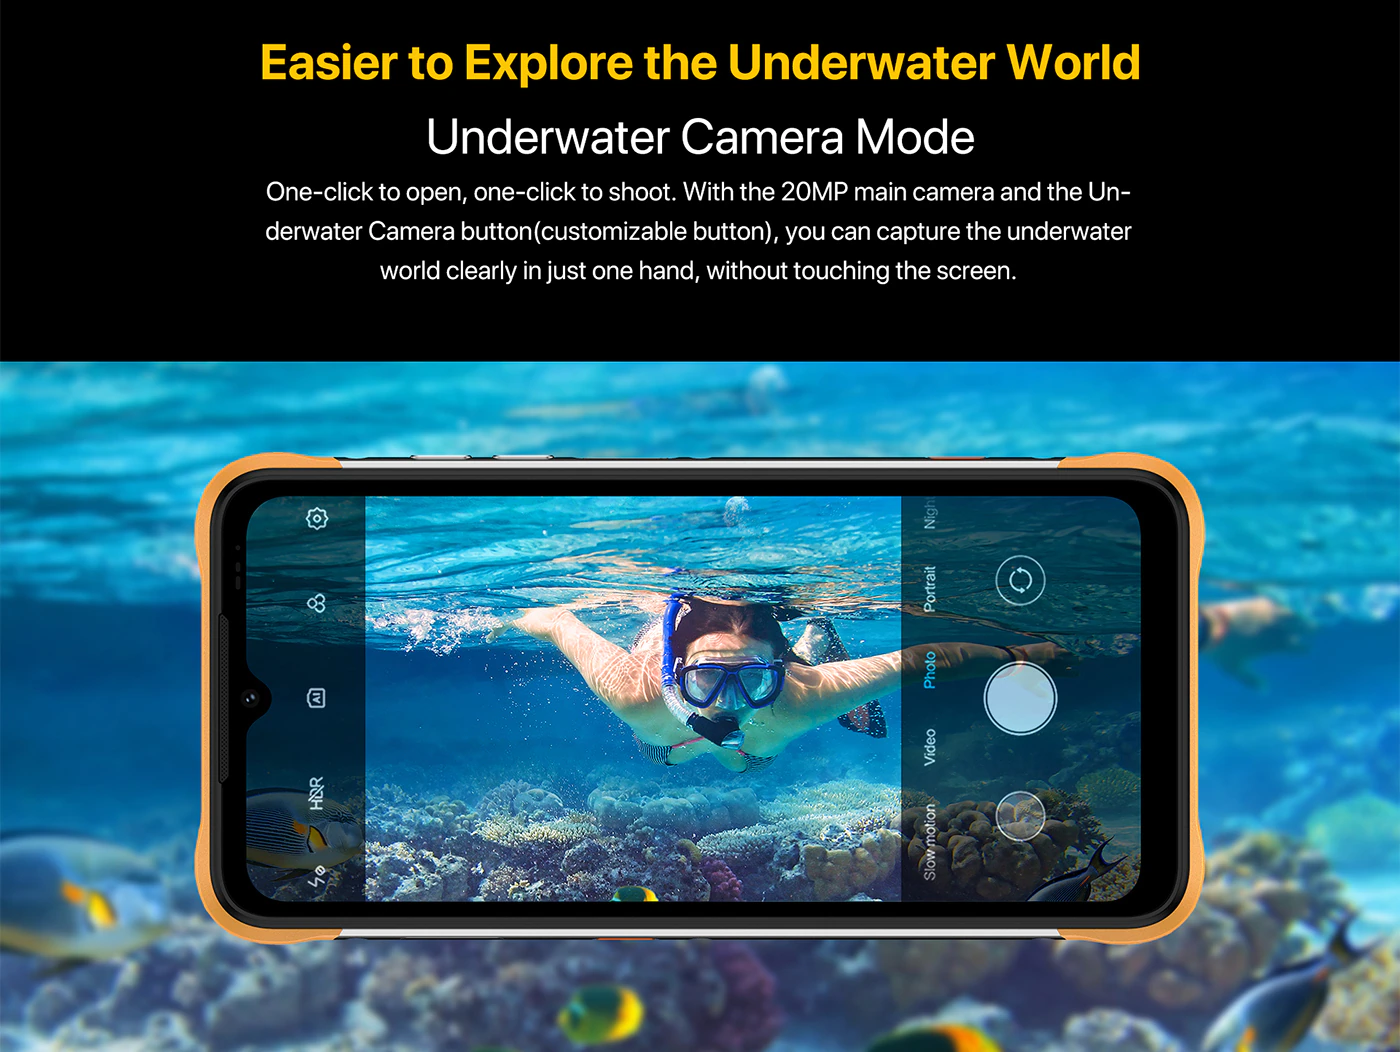 Easier to Explore the Underwater World
Underwater Camera Mode
One-click to open, one-click to shoot. With the 20MP main camera and the Un-
derwater Camera button(customizable button), you can capture the underwater
world clearly in just one hand, without touching the screen.
AI
HDR
Nigh
Portrait
Photo
Video
Slow motion